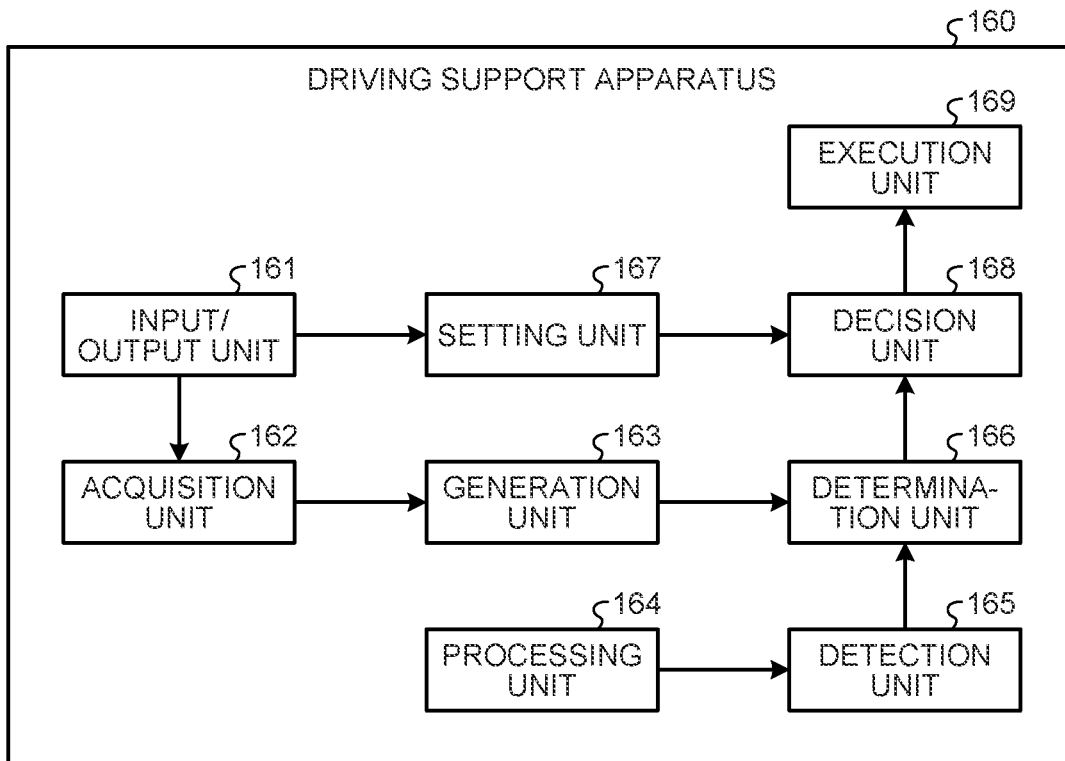 160
DRIVING SUPPORT APPARATUS
169
EXECUTION
UNIT
161
INPUT/
OUTPUT UNIT
167
SETTING UNIT
168
DECISION
UNIT
162
ACQUISITION
UNIT
163
GENERATION
UNIT
166
DETERMINA-
TION UNIT
164
PROCESSING
UNIT
165
DETECTION
UNIT